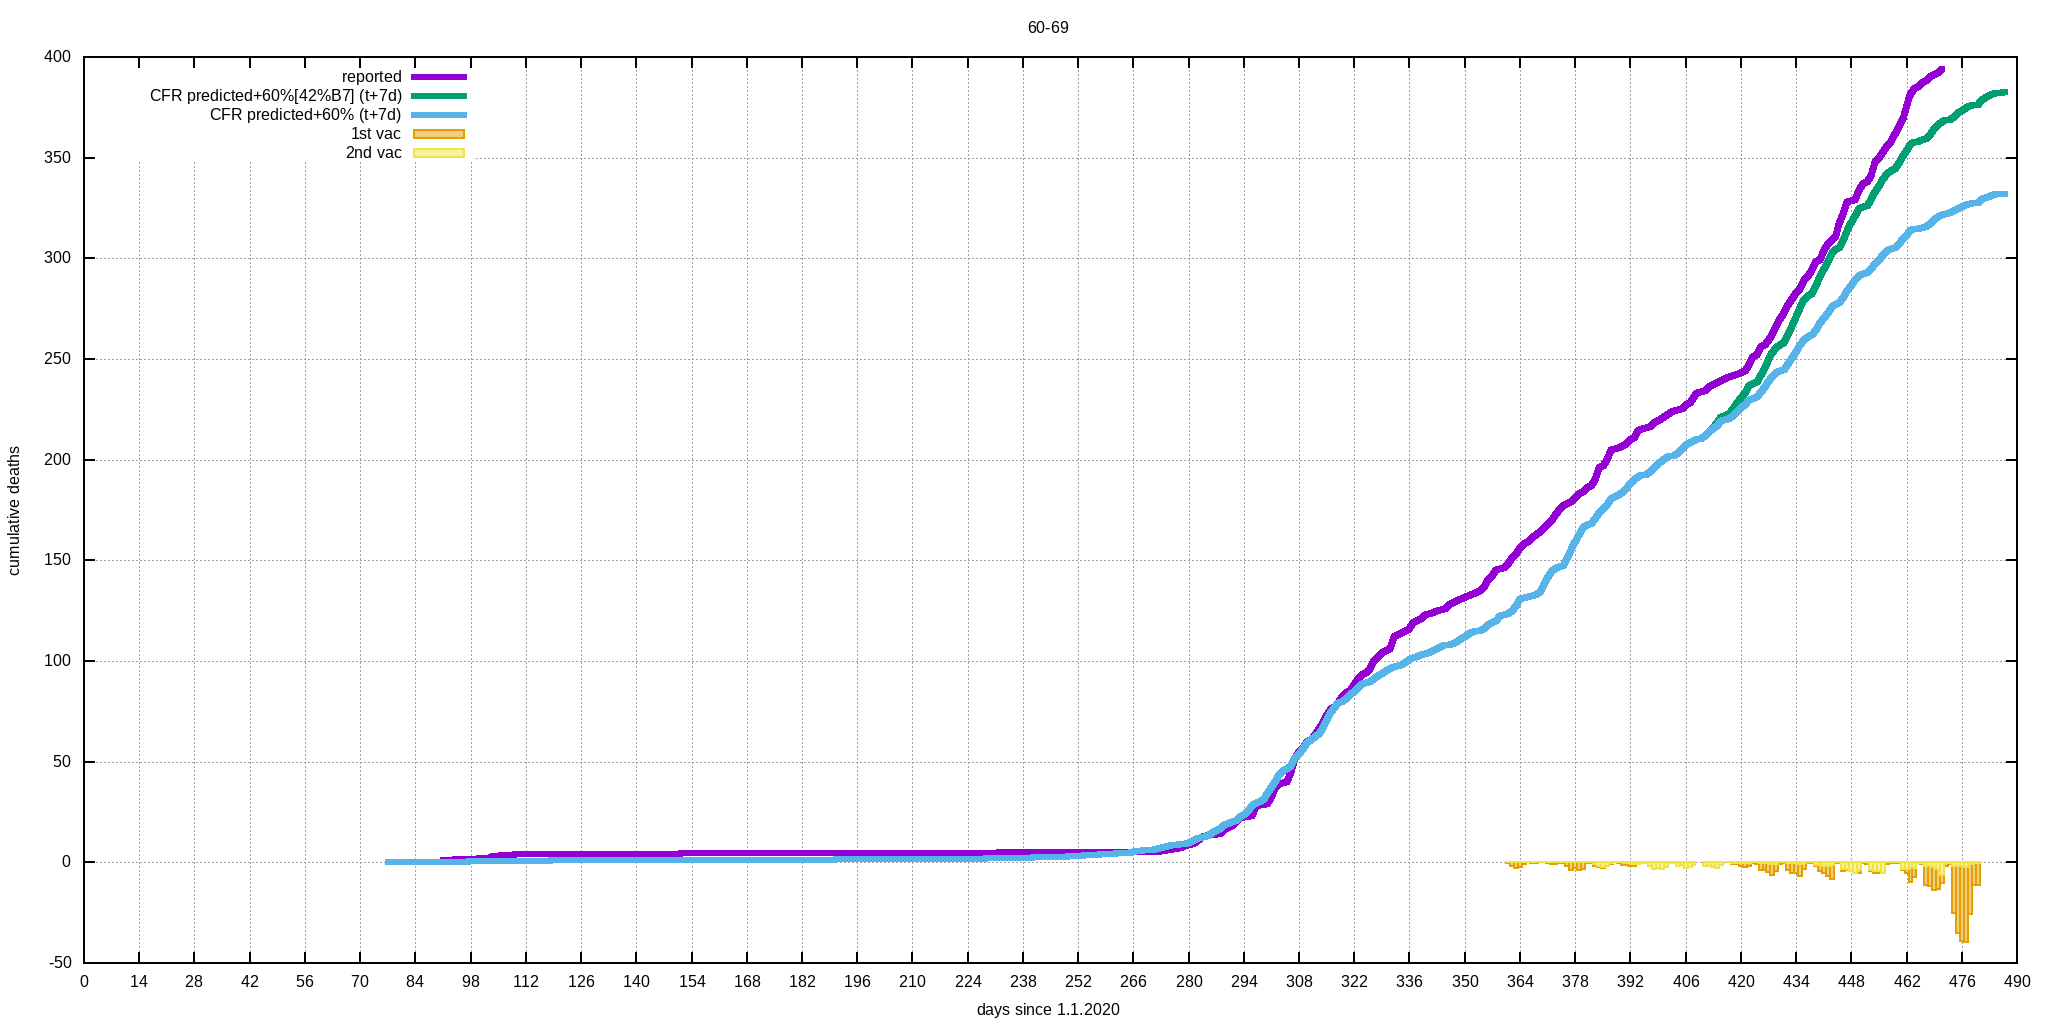 60-69
reported
CFR predicted+60%[42%B7] (t+7d)
CFR predicted+60% (t+7d)
1st vac
2nd vac
400
350
300
250
200
150
100
50
0
-50
cumulative deaths
0 14 28 42 56 70 84 98 112 126 140 154 168 182 196 210 224 238 252 266 280 294 308 322 336 350 364 378 392 406 420 434 448 462 476 490
days since 1.1.2020